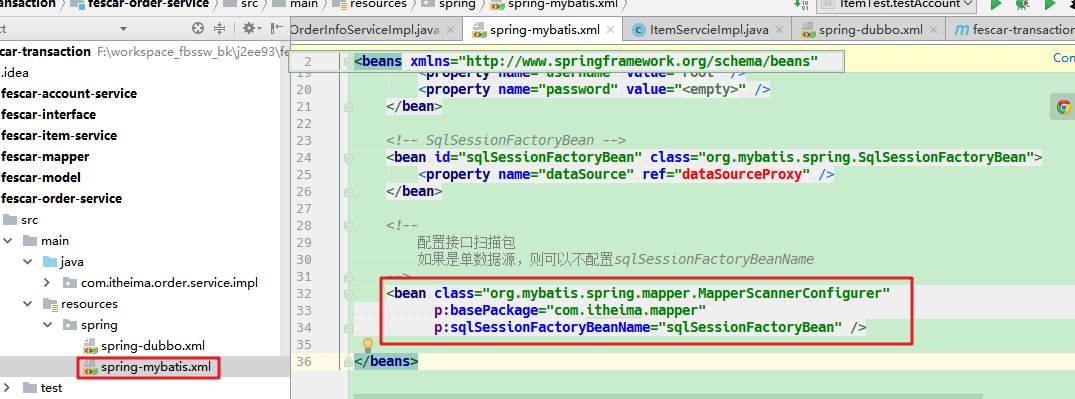 fescar-order-service > src > main > resources > spring > spring-mybatis.xml
ItemTest.testAccount
OrderInfoServiceImpl.java × spring-mybatis.xml × ItemServcieImpl.java × spring-dubbo.xml × fescar-transaction
car-transaction F:\workspace_fbssw_bk\j2ee93\fescar-t
.idea
fescar-account-service
fescar-interface
fescar-item-service
fescar-mapper
fescar-model
fescar-order-service
src
main
java
com.itheima.order.service.impl
resources
spring
spring-dubbo.xml
spring-mybatis.xml
test
2 <beans xmlns="http://www.springframework.org/schema/beans"
Con
19 <property name="username" value="root" />
20 <property name="password" value="<empty>" />
21 </bean>
22
23 <!-- SqlSessionFactoryBean -->
24 <bean id="sqlSessionFactoryBean" class="org.mybatis.spring.SqlSessionFactoryBean">
25 <property name="dataSource" ref="dataSourceProxy" />
26 </bean>
27
28 <!--
29 配置接口扫描包
30 如果是单数据源，则可以不配置sqlSessionFactoryBeanName
31 -->
32 <bean class="org.mybatis.spring.mapper.MapperScannerConfigurer"
33 p:basePackage="com.itheima.mapper"
34 p:sqlSessionFactoryBeanName="sqlSessionFactoryBean" />
35
36 </beans>